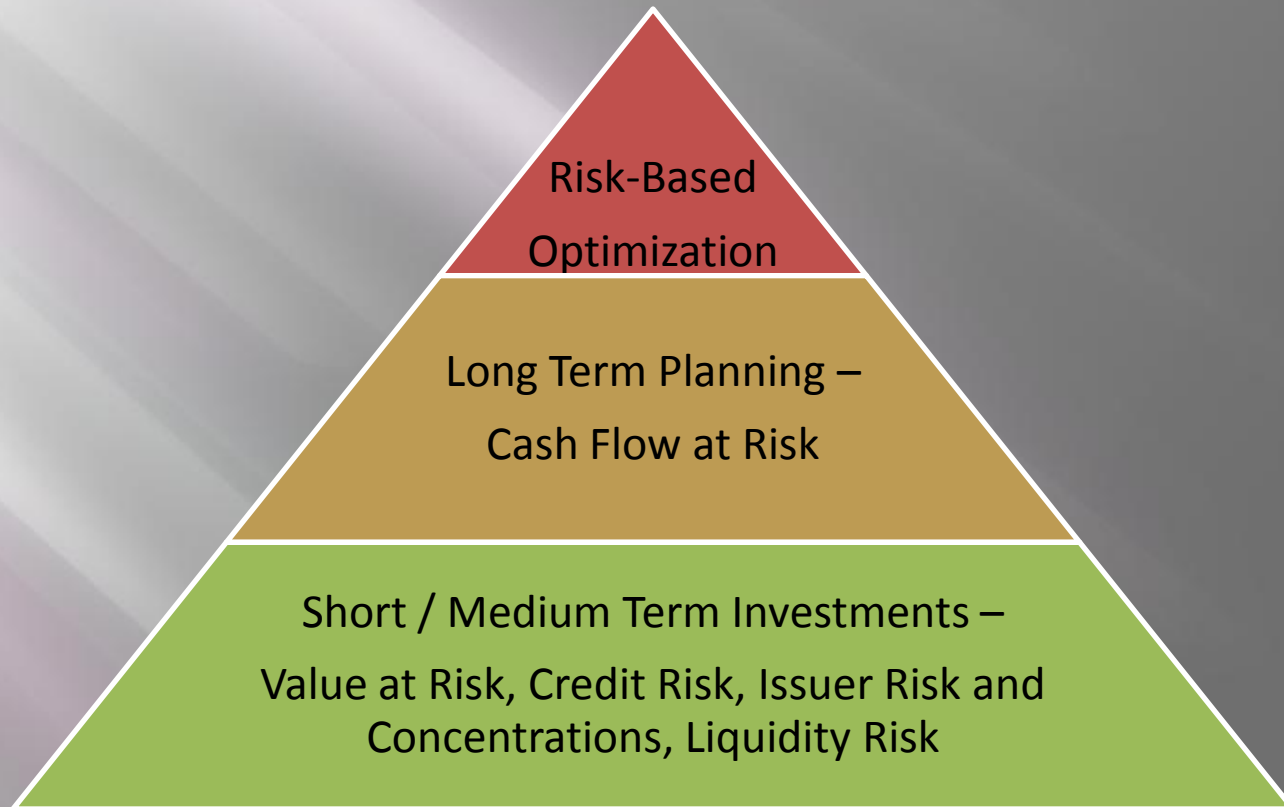 Risk-Based
Optimization
Long Term Planning –
Cash Flow at Risk
Short / Medium Term Investments –
Value at Risk, Credit Risk, Issuer Risk and
Concentrations, Liquidity Risk